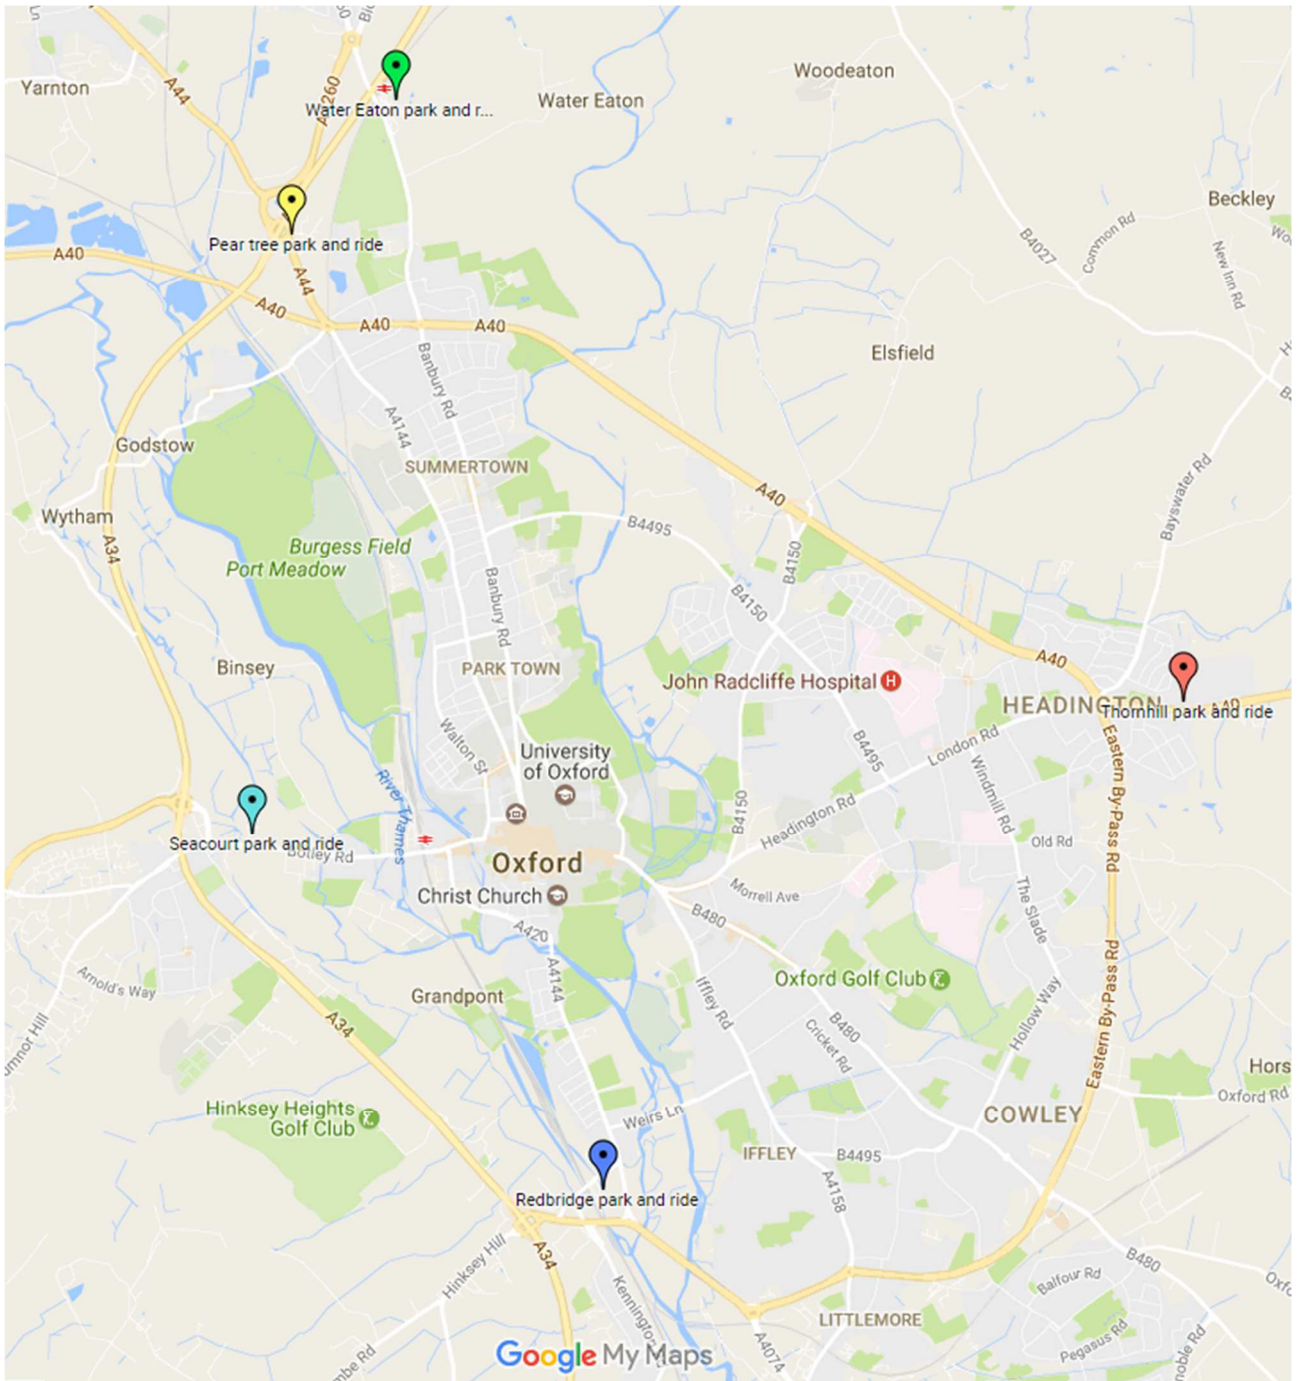 A44
A260
Yarnton
Water Eaton park and r...
Water Eaton
Woodeaton
Beckley
Common Rd
B4027
New Inn Rd
Pear tree park and ride
A40
A44
A40
A40
A40
Banbury Rd
A4144
Elsfield
Godstow
SUMMERTOWN
Bayswater Rd
A40
Wytham
A34
B4495
Burgess Field
Port Meadow
B4150
Banbury Rd
B4150
Binsey
PARK TOWN
John Radcliffe Hospital
H
A40
HEADINGTON
Thornhill park and ride
Walton St
University
of Oxford
B4495
London Rd
Windmill Rd
Eastern By-Pass Rd
River Thames
B4150
Headington Rd
Old Rd
Seacourt park and ride
Botley Rd
Oxford
Christ Church
Morrell Ave
The Slade
B480
A420
Arnold's Way
A4144
Iffley Rd
Oxford Golf Club
Grandpont
A34
B480
Cricket Rd
Hollow Way
Eastern By-Pass Rd
Hors
Oxford Rd
Hinksey Heights
Golf Club
Weirs Ln
COWLEY
IFFLEY
B4495
A4158
Redbridge park and ride
Hinksey Hill
A34
B480
Balfour Rd
Kennington
LITTLEMORE
Pegasus Rd
A4074
Google My Maps